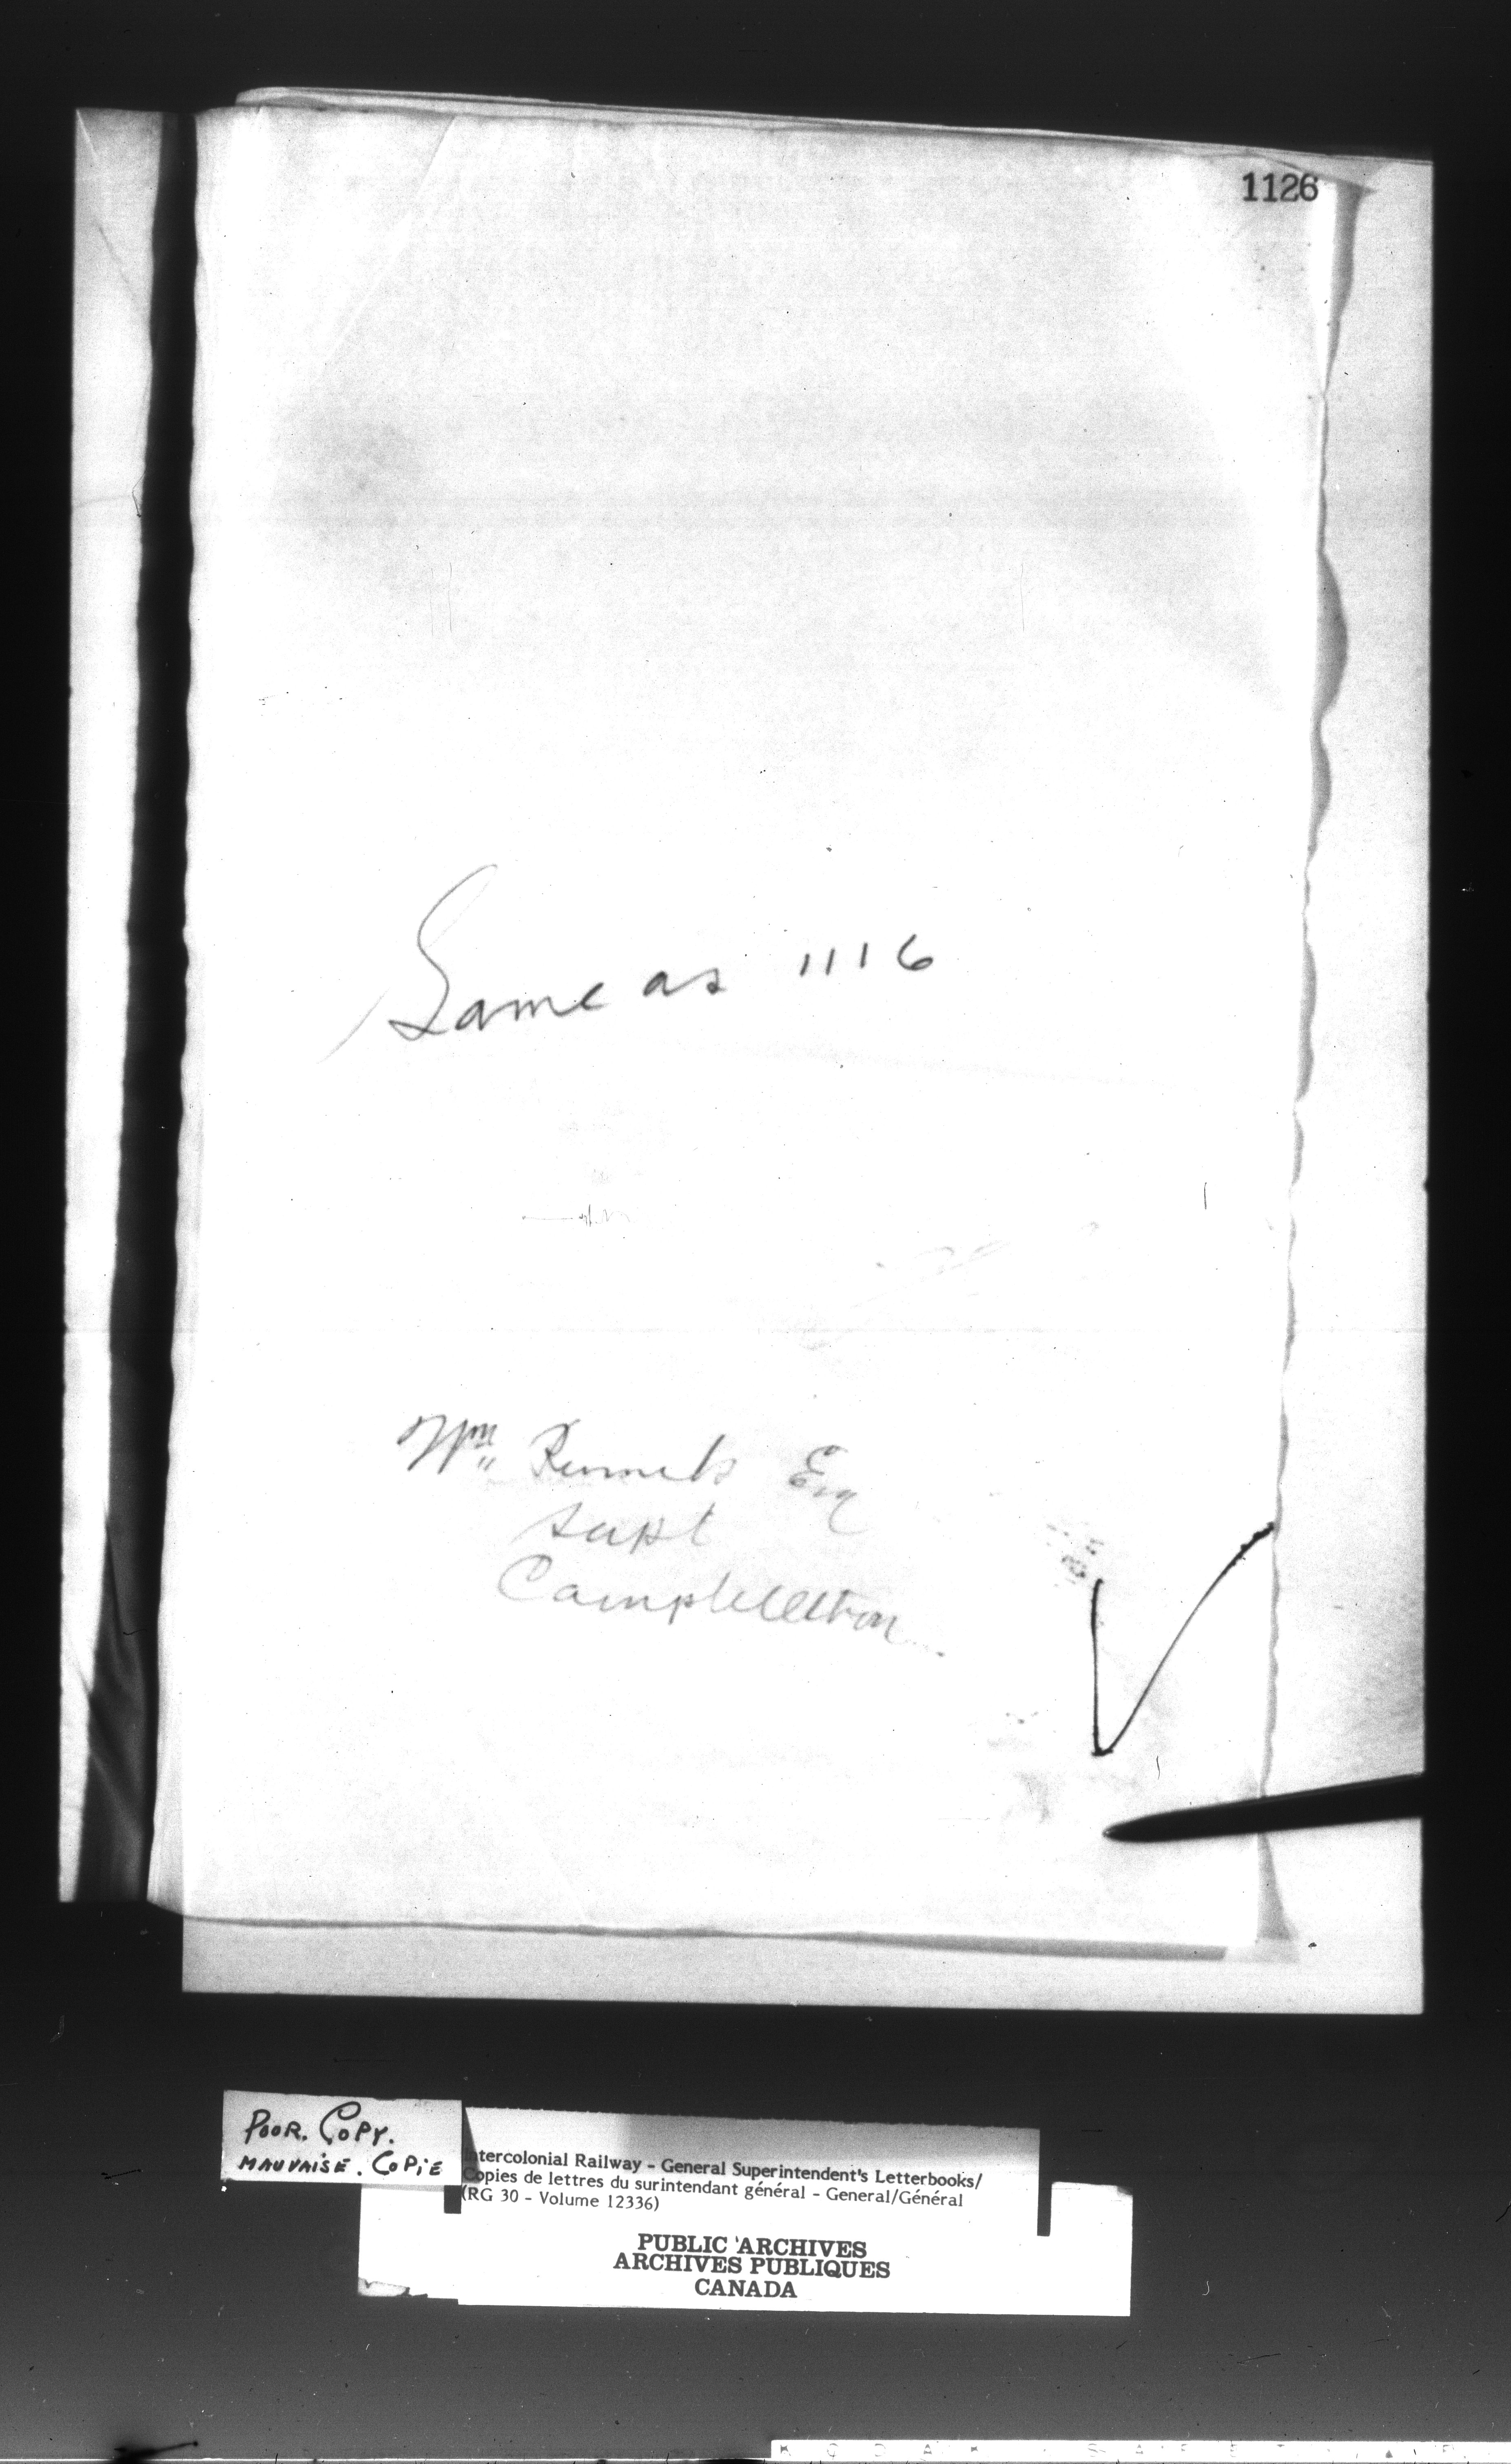 1126
Same as 1116
Wm Rennels Esq
Supt
Campbellton
POOR. COPY.
MAUVAISE. COPIE
Intercolonial Railway - General Superintendent's Letterbooks/
Copies de lettres du surintendant général - General/Général
(RG 30 - Volume 12336)
PUBLIC ARCHIVES
ARCHIVES PUBLIQUES
CANADA